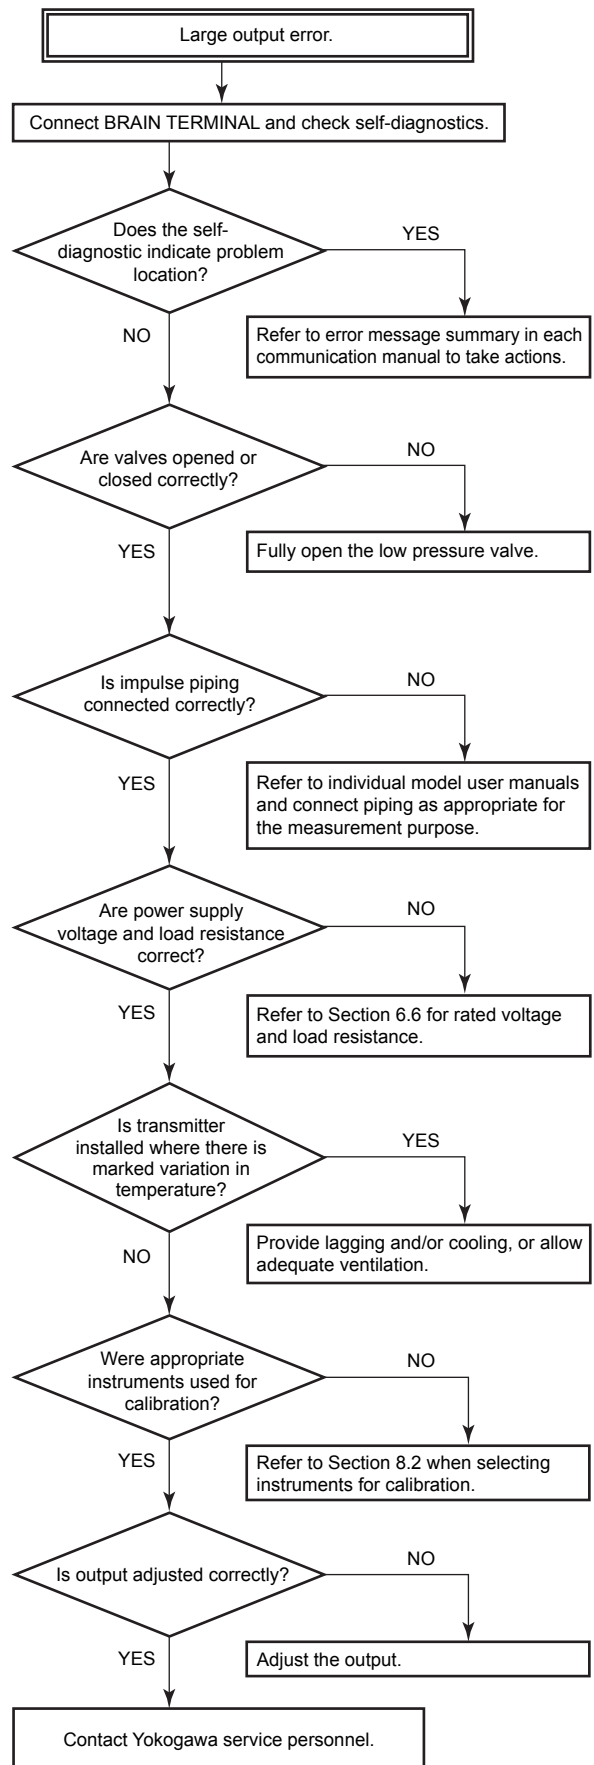 Large output error.
Connect BRAIN TERMINAL and check self-diagnostics.
Does the self-
diagnostic indicate problem
location?
YES
NO
Refer to error message summary in each
communication manual to take actions.
Are valves opened or
closed correctly?
NO
YES
Fully open the low pressure valve.
Is impulse piping
connected correctly?
NO
YES
Refer to individual model user manuals
and connect piping as appropriate for
the measurement purpose.
Are power supply
voltage and load resistance
correct?
NO
YES
Refer to Section 6.6 for rated voltage
and load resistance.
Is transmitter
installed where there is
marked variation in
temperature?
YES
NO
Provide lagging and/or cooling, or allow
adequate ventilation.
Were appropriate
instruments used for
calibration?
NO
YES
Refer to Section 8.2 when selecting
instruments for calibration.
Is output adjusted correctly?
NO
YES
Adjust the output.
Contact Yokogawa service personnel.